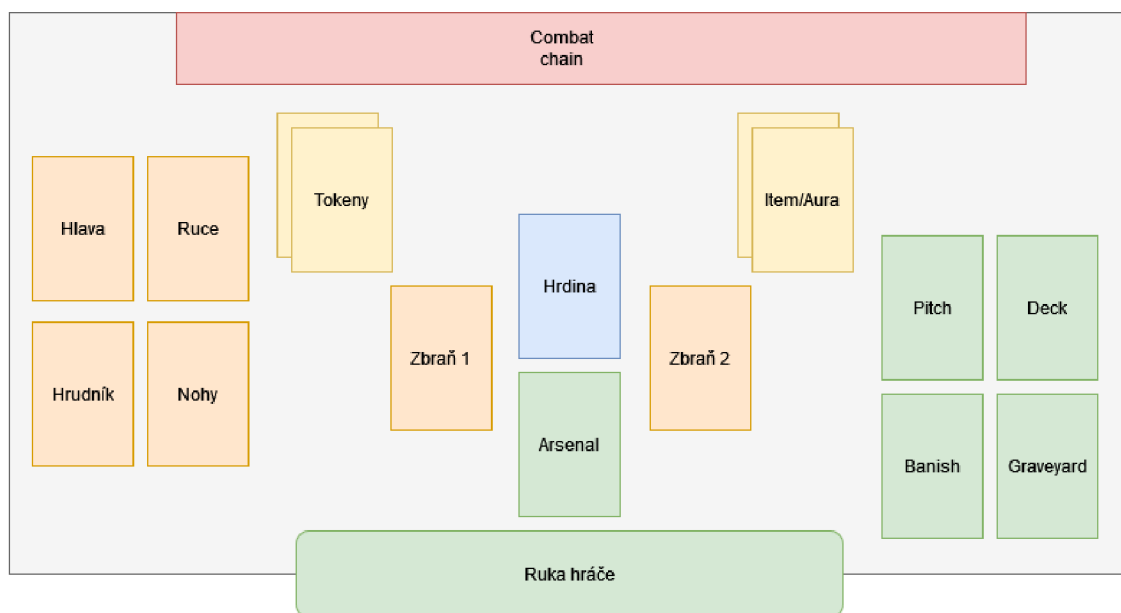 Combat
chain
Tokeny
Item/Aura
Hlava
Ruce
Hrdina
Pitch
Deck
Zbraň 1
Zbraň 2
Hrudník
Nohy
Arsenal
Banish
Graveyard
Ruka hráče